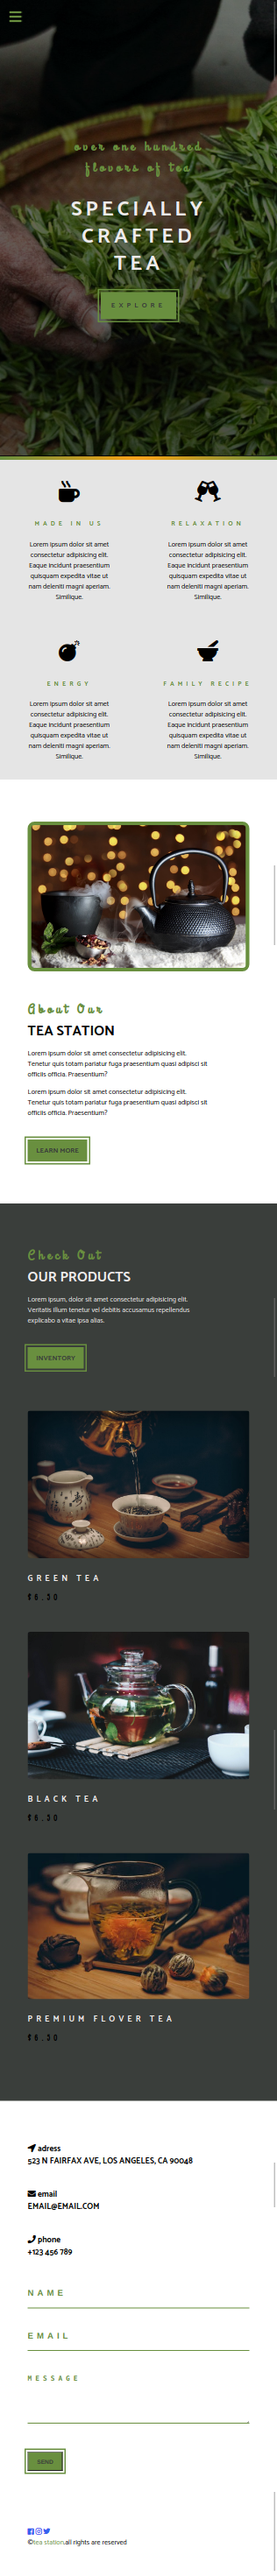 over one hundred
flavors of tea
SPECIALLY
CRAFTED
TEA
EXPLORE
MADE IN US
Lorem ipsum dolor sit amet
consectetur adipisicing elit.
Eaque incidunt praesentium
quisquam expedita vitae ut
nam deleniti magni aperiam.
Similique.
RELAXATION
Lorem ipsum dolor sit amet
consectetur adipisicing elit.
Eaque incidunt praesentium
quisquam expedita vitae ut
nam deleniti magni aperiam.
Similique.
ENERGY
Lorem ipsum dolor sit amet
consectetur adipisicing elit.
Eaque incidunt praesentium
quisquam expedita vitae ut
nam deleniti magni aperiam.
Similique.
FAMILY RECIPE
Lorem ipsum dolor sit amet
consectetur adipisicing elit.
Eaque incidunt praesentium
quisquam expedita vitae ut
nam deleniti magni aperiam.
Similique.
About Our
TEA STATION
Lorem ipsum dolor sit amet consectetur adipisicing elit.
Tenetur quis totam pariatur fuga praesentium quasi adipisci sit
officiis officia. Praesentium?
Lorem ipsum dolor sit amet consectetur adipisicing elit.
Tenetur quis totam pariatur fuga praesentium quasi adipisci sit
officiis officia. Praesentium?
LEARN MORE
Check Out
OUR PRODUCTS
Lorem ipsum, dolor sit amet consectetur adipisicing elit.
Veritatis illum tenetur vel debitis accusamus repellendus
explicabo a vitae ipsa alias.
INVENTORY
GREEN TEA
$6.30
BLACK TEA
$6.30
PREMIUM FLOVER TEA
$6.30
adress
523 N FAIRFAX AVE, LOS ANGELES, CA 90048
email
EMAIL@EMAIL.COM
phone
+123 456 789
NAME
EMAIL
MESSAGE
SEND
©tea station.all rights are reserved